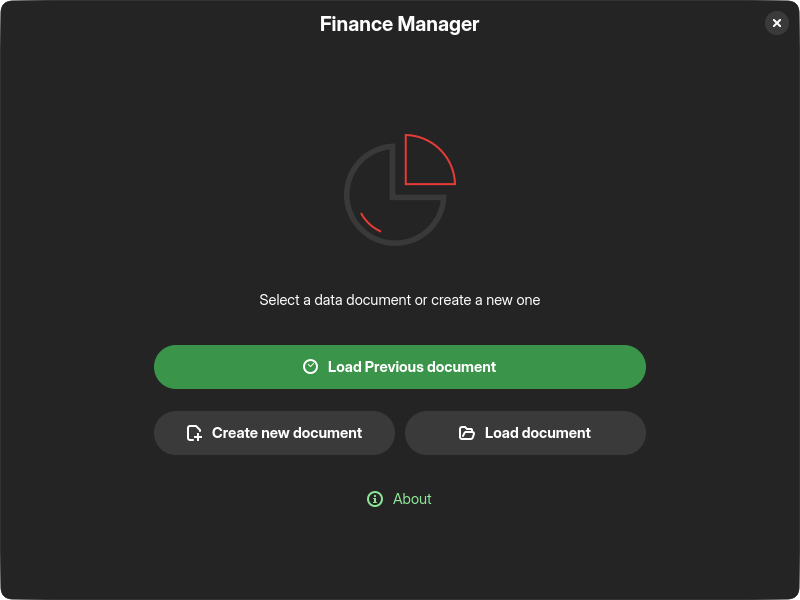 Finance Manager
Select a data document or create a new one
Load Previous document
Create new document
Load document
About